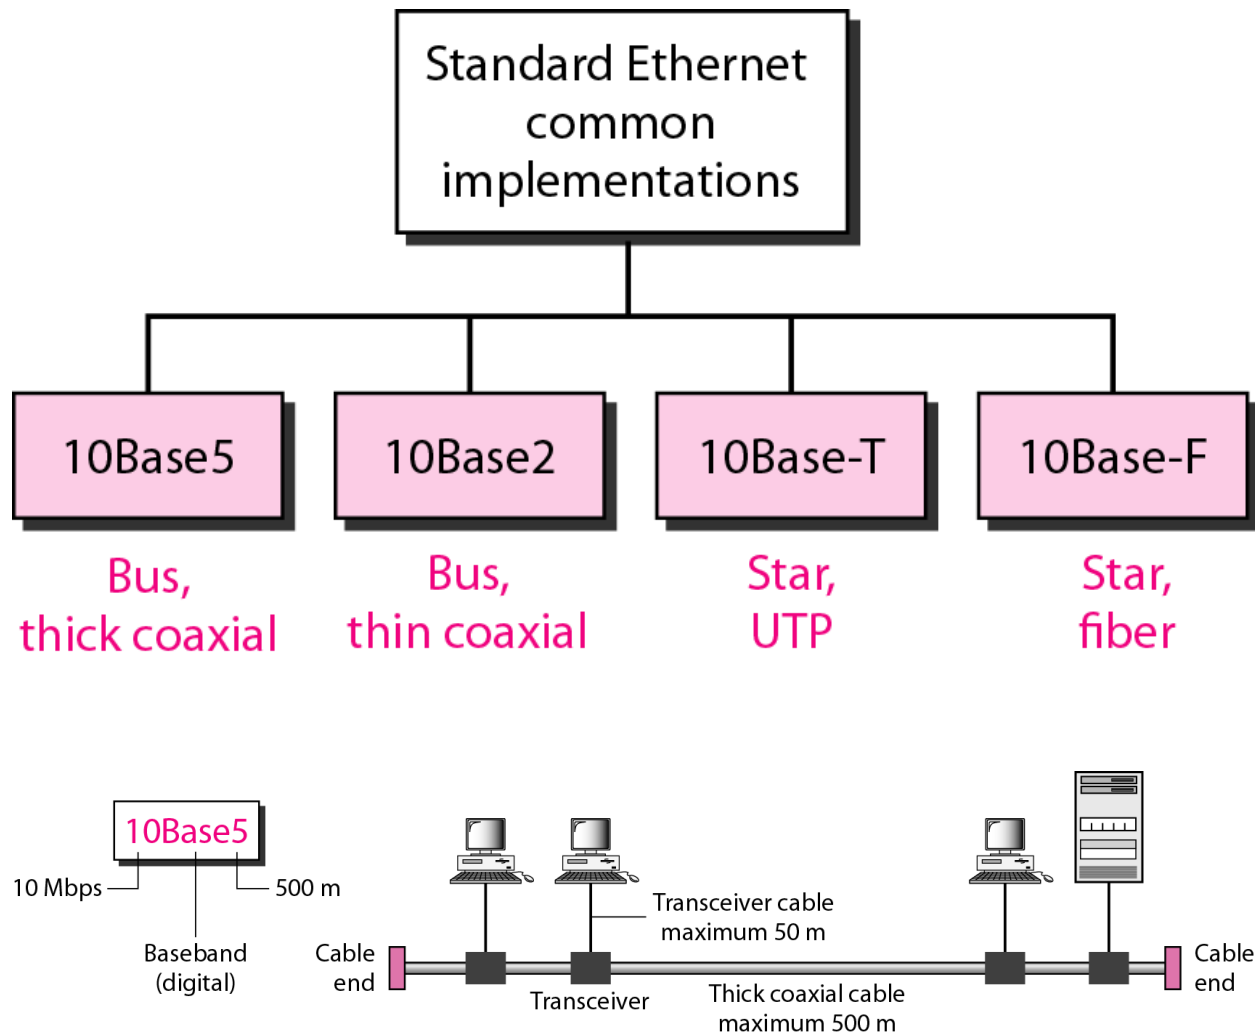 Standard Ethernet
common
implementations
10Base5
10Base2
10Base-T
10Base-F
Bus,
thick coaxial
Bus,
thin coaxial
Star,
UTP
Star,
fiber
10Base5
10 Mbps
500 m
Baseband
(digital)
Transceiver cable
maximum 50 m
Cable
end
Transceiver
Thick coaxial cable
maximum 500 m
Cable
end